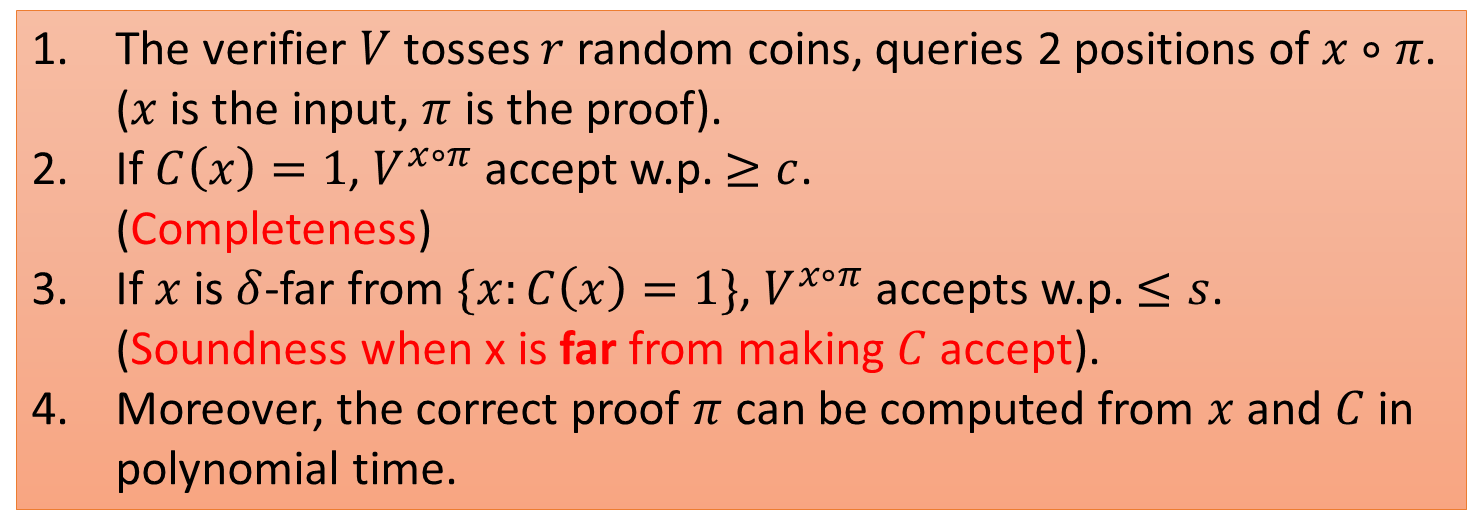 1. The verifier 𝑉 tosses 𝑟 random coins, queries 2 positions of 𝑥 ∘ 𝜋.
(𝑥 is the input, 𝜋 is the proof).
2. If 𝐶(𝑥) = 1, 𝑉^{𝑥∘𝜋} accept w.p. ≥ 𝑐.
(Completeness)
3. If 𝑥 is 𝛿-far from {𝑥: 𝐶(𝑥) = 1}, 𝑉^{𝑥∘𝜋} accepts w.p. ≤ 𝑠.
(Soundness when x is far from making 𝐶 accept).
4. Moreover, the correct proof 𝜋 can be computed from 𝑥 and 𝐶 in
polynomial time.